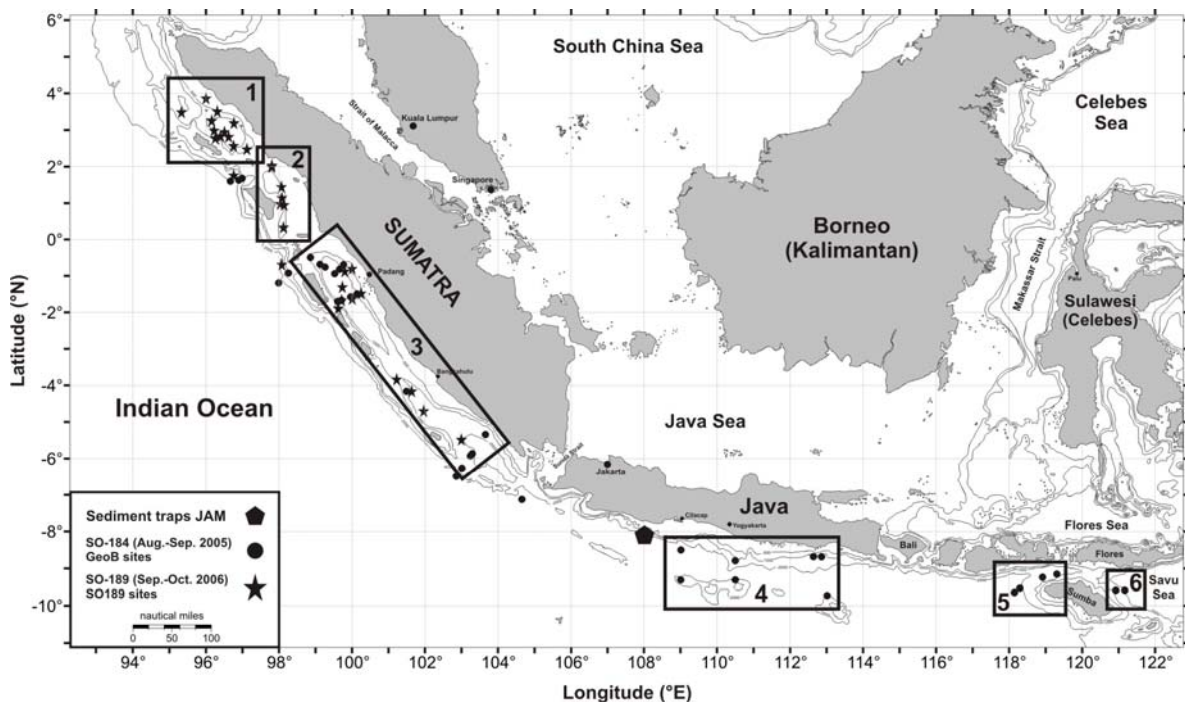 6°
4°
2°
0°
-2°
-4°
-6°
-8°
-10°
Latitude (°N)
South China Sea
Celebes
Sea
1
Strait of Malacca
Kuala Lumpur
2
Singapore
SUMATRA
Borneo
(Kalimantan)
Makassar Strait
Palu
Sulawesi
(Celebes)
Padang
3
Bengkahulu
Indian Ocean
Java Sea
Jakarta
Java
Cilacap
Yogyakarta
Bali
Flores Sea
Flores
4
5
Sumba
6
Savu
Sea
Sediment traps JAM
SO-184 (Aug.-Sep. 2005)
GeoB sites
SO-189 (Sep.-Oct. 2006)
SO189 sites
nautical miles
0 50 100
94° 96° 98° 100° 102° 104° 106° 108° 110° 112° 114° 116° 118° 120° 122°
Longitude (°E)